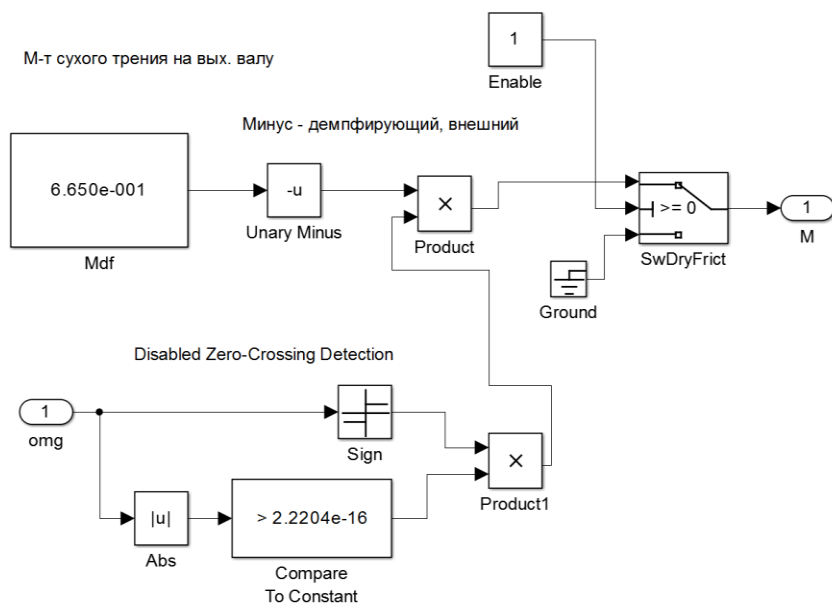 М-т сухого трения на вых. валу
1
Enable
Минус - демпфирующий, внешний
6.650e-001
Mdf
-u
Unary Minus
×
Product
>= 0
SwDryFrict
1
M
Ground
Disabled Zero-Crossing Detection
1
omg
Sign
×
Product1
|u|
Abs
> 2.2204e-16
Compare
To Constant